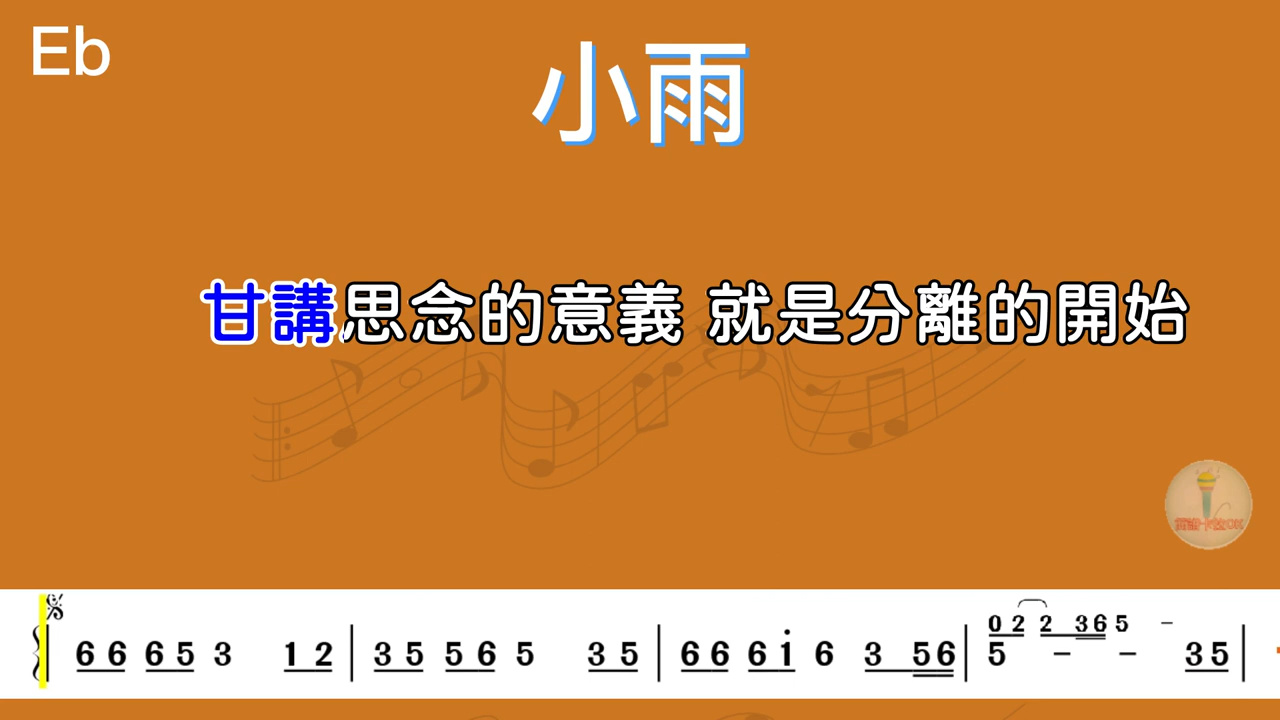 Eb
小雨
甘講思念的意義 就是分離的開始
0 2 2 3 6 5 –
6 6 6 5 3 1 2 | 3 5 5 6 5 3 5 | 6 6 6 i 6 3 5 6 | 5 – – 3 5 |